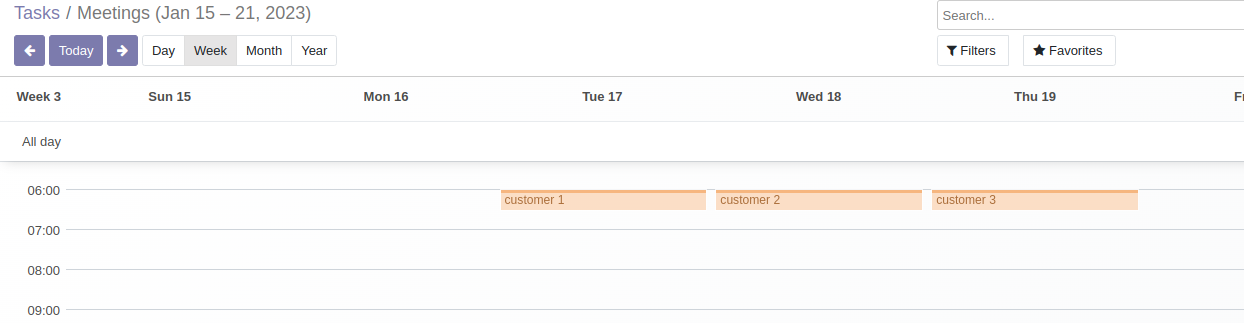 Tasks / Meetings (Jan 15 – 21, 2023)
Search...
Today Day Week Month Year
Filters Favorites
Week 3 Sun 15 Mon 16 Tue 17 Wed 18 Thu 19
All day
06:00 customer 1 customer 2 customer 3
07:00
08:00
09:00